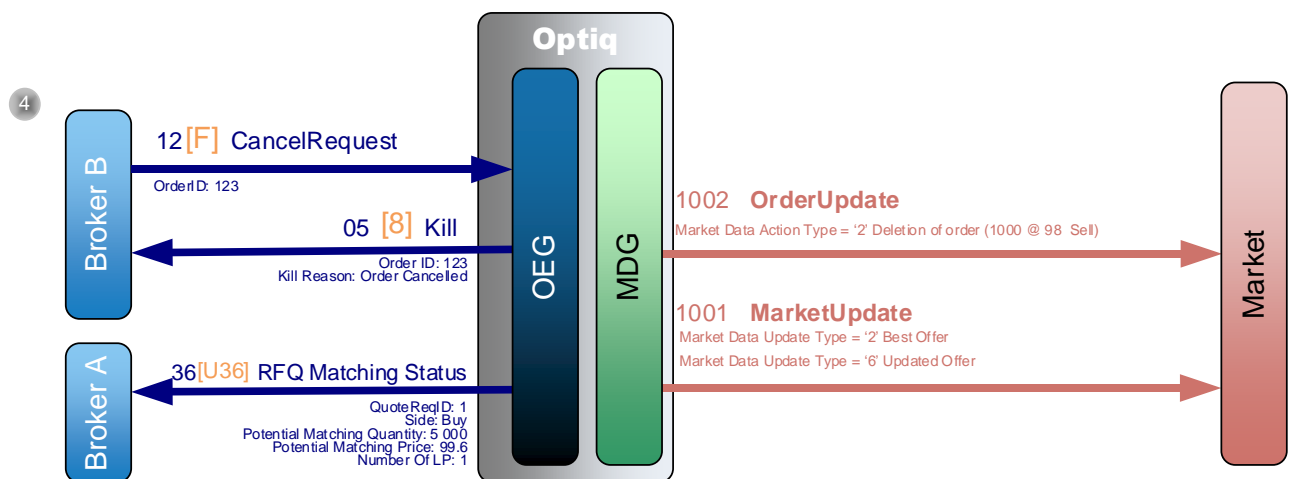 Optiq
4
12 [F] CancelRequest
OrderID: 123
Broker B
05 [8] Kill
Order ID: 123
Kill Reason: Order Cancelled
OEG
MDG
1002 OrderUpdate
Market Data Action Type = ‘2’ Deletion of order (1000 @ 98 Sell)
Market
1001 MarketUpdate
Market Data Update Type = ‘2’ Best Offer
Market Data Update Type = ‘6’ Updated Offer
Broker A
36[U36] RFQ Matching Status
QuoteReqID: 1
Side: Buy
Potential Matching Quantity: 5 000
Potential Matching Price: 99.6
Number Of LP: 1